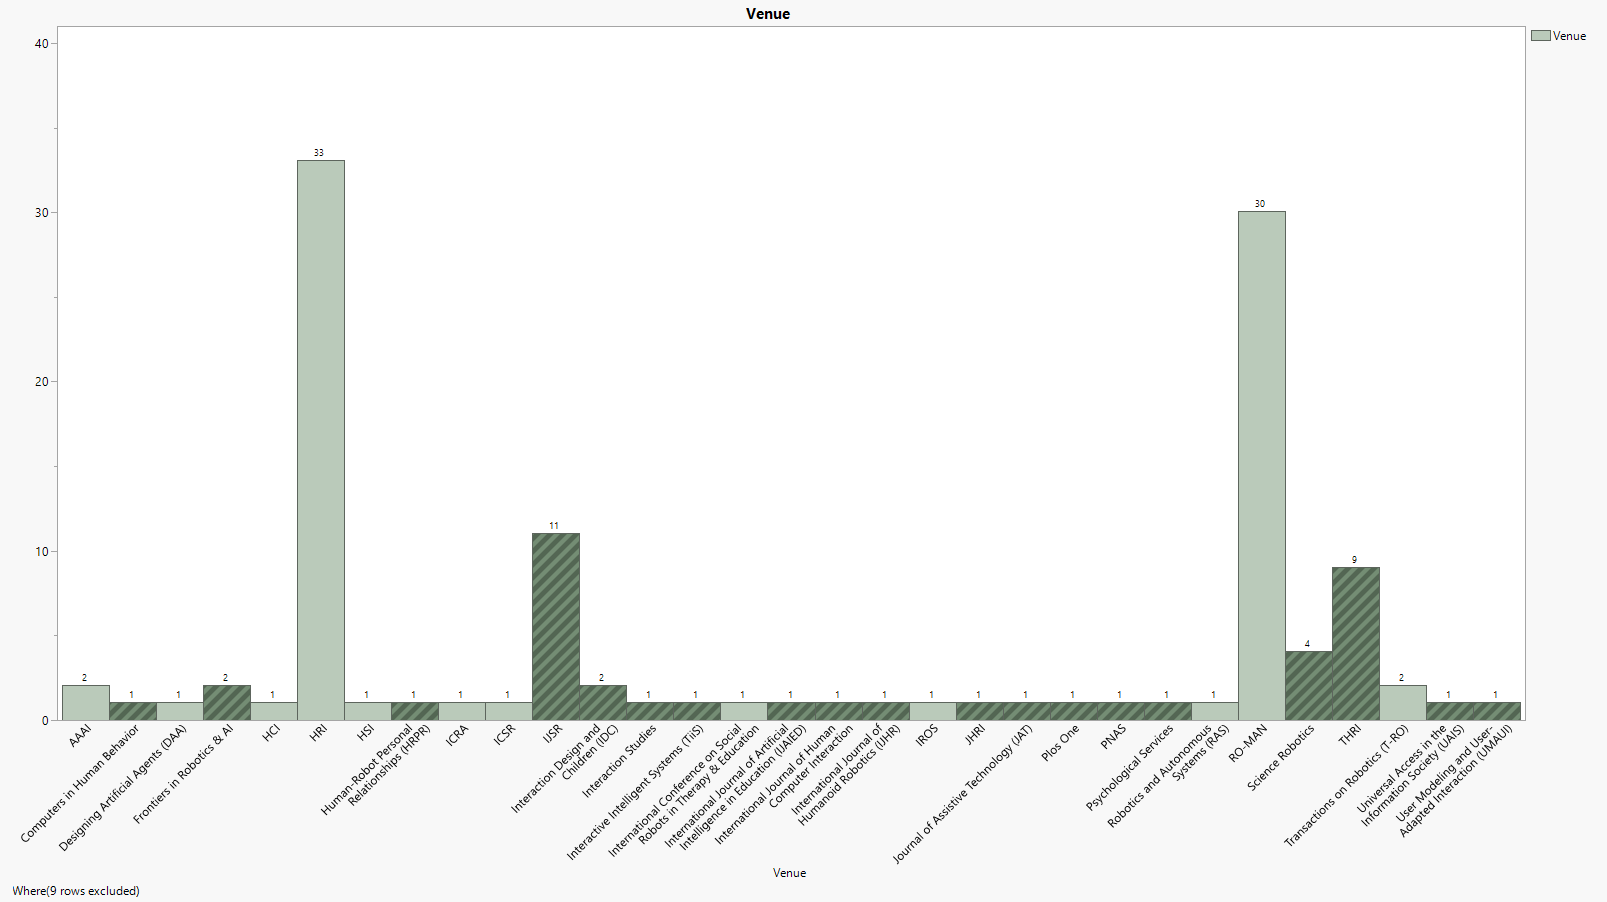 Venue
Venue
40
30
20
10
0
2
1
1
2
1
33
1
1
1
1
11
2
1
1
1
1
1
1
1
1
1
1
1
1
1
30
4
9
2
1
1
AAAI
Computers in Human Behavior
Designing Artificial Agents (DAA)
Frontiers in Robotics & AI
HCI
HRI
HSI
Human-Robot Personal
Relationships (HRPR)
ICRA
ICSR
IJSR
Interaction Design and
Children (IDC)
Interaction Studies
Interactive Intelligent Systems (TiiS)
International Conference on Social
Robots in Therapy & Education
International Journal of Artificial
Intelligence in Education (IJAIED)
International Journal of Human
Computer Interaction
International Journal of
Humanoid Robotics (IJHR)
IROS
JHRI
Journal of Assistive Technology (JAT)
Plos One
PNAS
Psychological Services
Robotics and Autonomous
Systems (RAS)
RO-MAN
Science Robotics
THRI
Transactions on Robotics (T-RO)
Universal Access in the
Information Society (UAIS)
User Modeling and User-
Adapted Interaction (UMAUI)
Venue
Where(9 rows excluded)